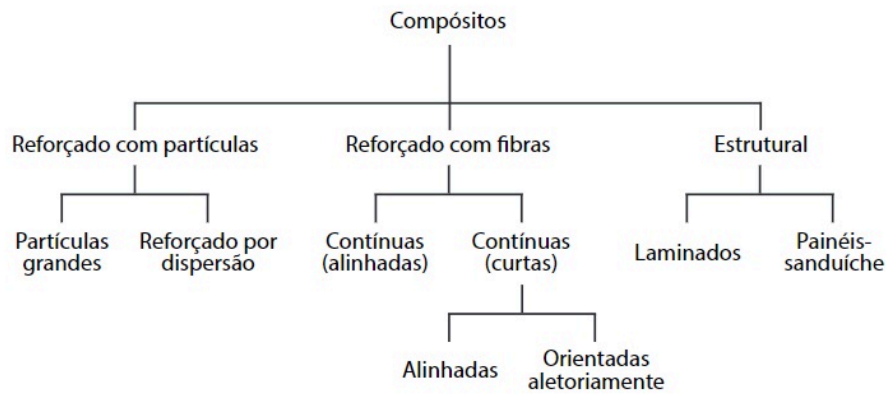 Compósitos
Reforçado com partículas
Reforçado com fibras
Estrutural
Partículas
grandes
Reforçado por
dispersão
Contínuas
(alinhadas)
Contínuas
(curtas)
Laminados
Painéis-
sanduíche
Alinhadas
Orientadas
aletoriamente